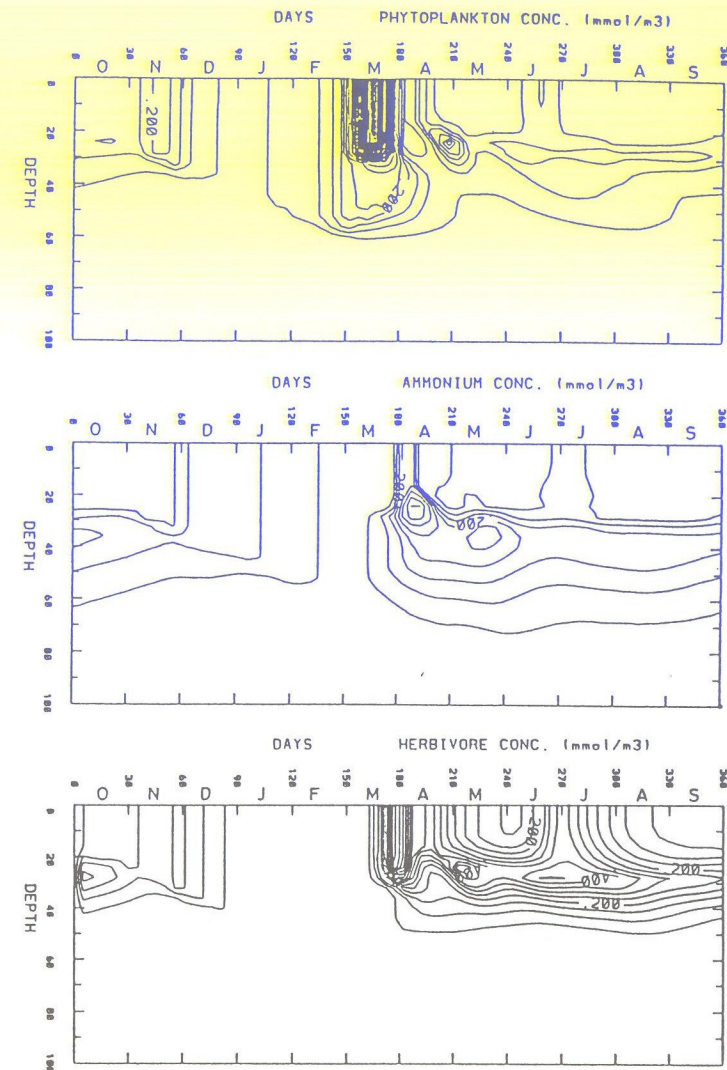 DAYS PHYTOPLANKTON CONC. (mmol/m3)
0 30 60 90 120 150 180 210 240 270 300 330 360
O N D J F M A M J J A S
.200
.200
0 20 40 60 80 100
DEPTH
DAYS AMMONIUM CONC. (mmol/m3)
0 30 60 90 120 150 180 210 240 270 300 330 360
O N D J F M A M J J A S
.200
.200
0 20 40 60 80 100
DEPTH
DAYS HERBIVORE CONC. (mmol/m3)
0 30 60 90 120 150 180 210 240 270 300 330 360
O N D J F M A M J J A S
.200
.200
.400
.200
0 20 40 60 80 100
DEPTH